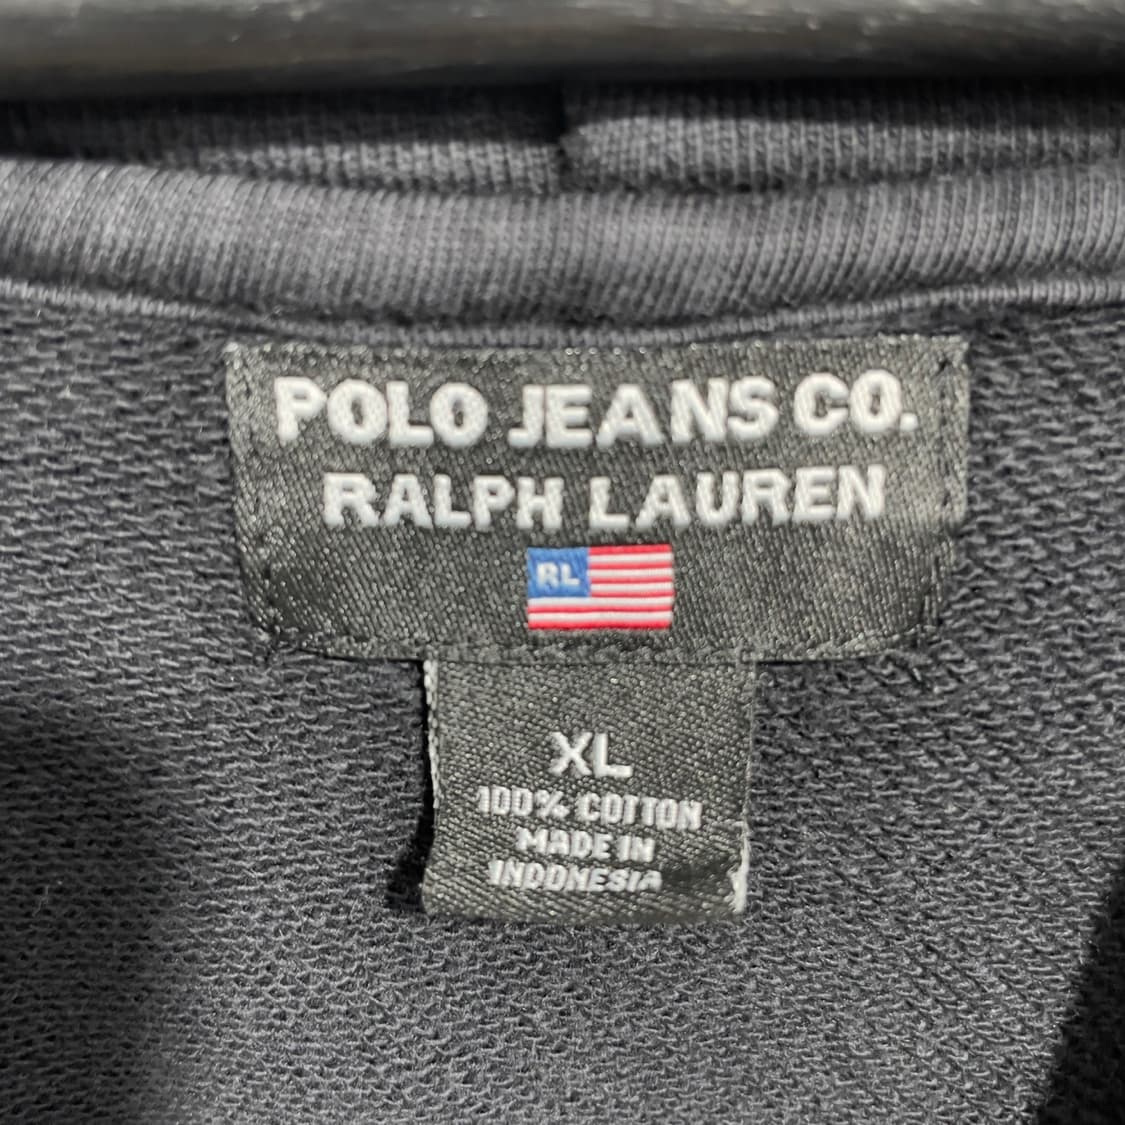 POLO JEANS CO.
RALPH LAUREN
RL
XL
100% COTTON
MADE IN
INDONESIA